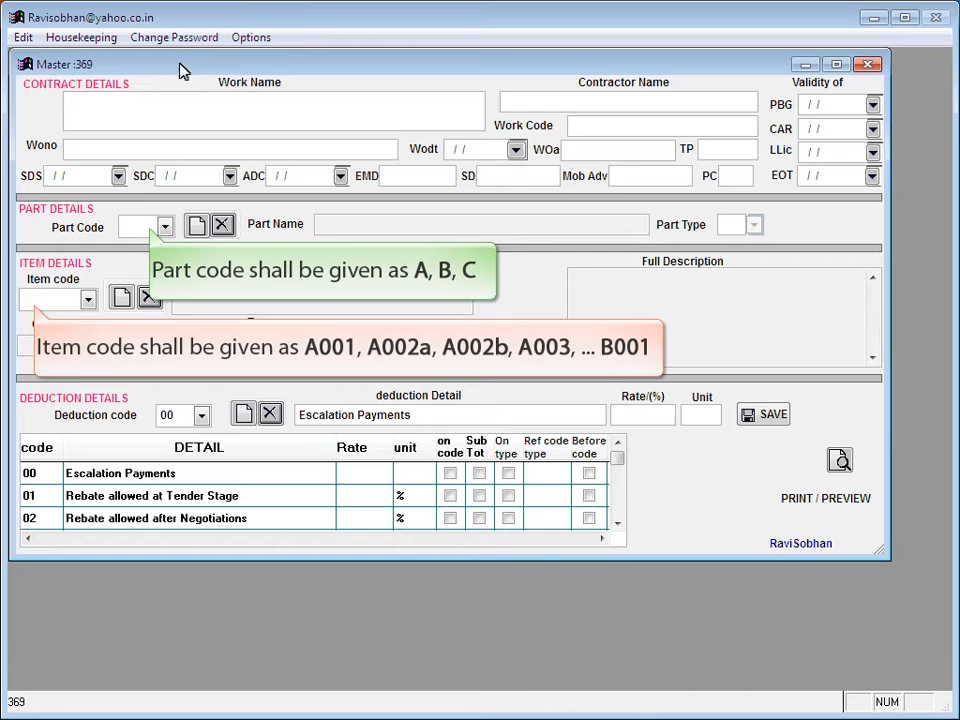 Ravisobhan@yahoo.co.in
Edit Housekeeping Change Password Options
Master :369
CONTRACT DETAILS Work Name Contractor Name Validity of
PBG / /
Work Code CAR / /
Wono Wodt / / WOa TP LLic / /
SDS / / SDC / / ADC / / EMD SD Mob Adv PC EOT / /
PART DETAILS
Part Code Part Name Part Type
ITEM DETAILS Full Description
Item code
Part code shall be given as A, B, C
Item code shall be given as A001, A002a, A002b, A003, ... B001
DEDUCTION DETAILS deduction Detail Rate/(%) Unit
Deduction code 00 Escalation Payments SAVE
code DETAIL Rate unit on code Sub Tot On type Ref code type Before code
00 Escalation Payments
01 Rebate allowed at Tender Stage %
02 Rebate allowed after Negotiations %
PRINT / PREVIEW
RaviSobhan
369 NUM